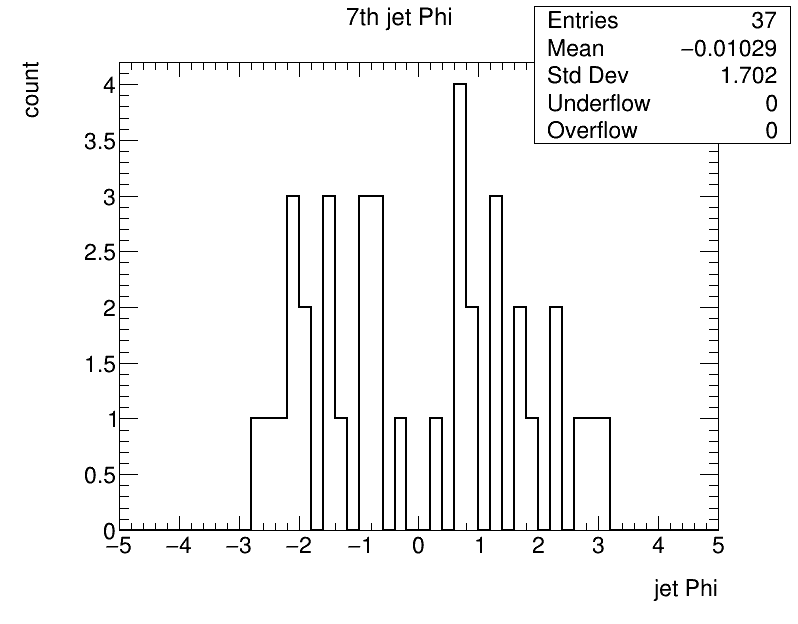 7th jet Phi
Entries 37
Mean −0.01029
Std Dev 1.702
Underflow 0
Overflow 0
count
4
3.5
3
2.5
2
1.5
1
0.5
0
−5 −4 −3 −2 −1 0 1 2 3 4 5
jet Phi